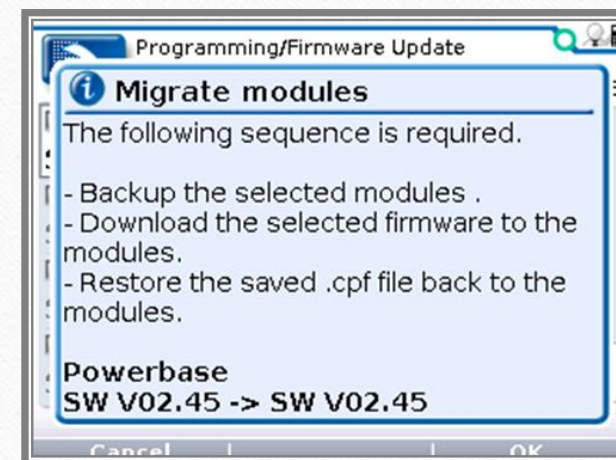 Programming/Firmware Update
Migrate modules
The following sequence is required.
- Backup the selected modules .
- Download the selected firmware to the
modules.
- Restore the saved .cpf file back to the
modules.
Powerbase
SW V02.45 -> SW V02.45
Cancel
OK